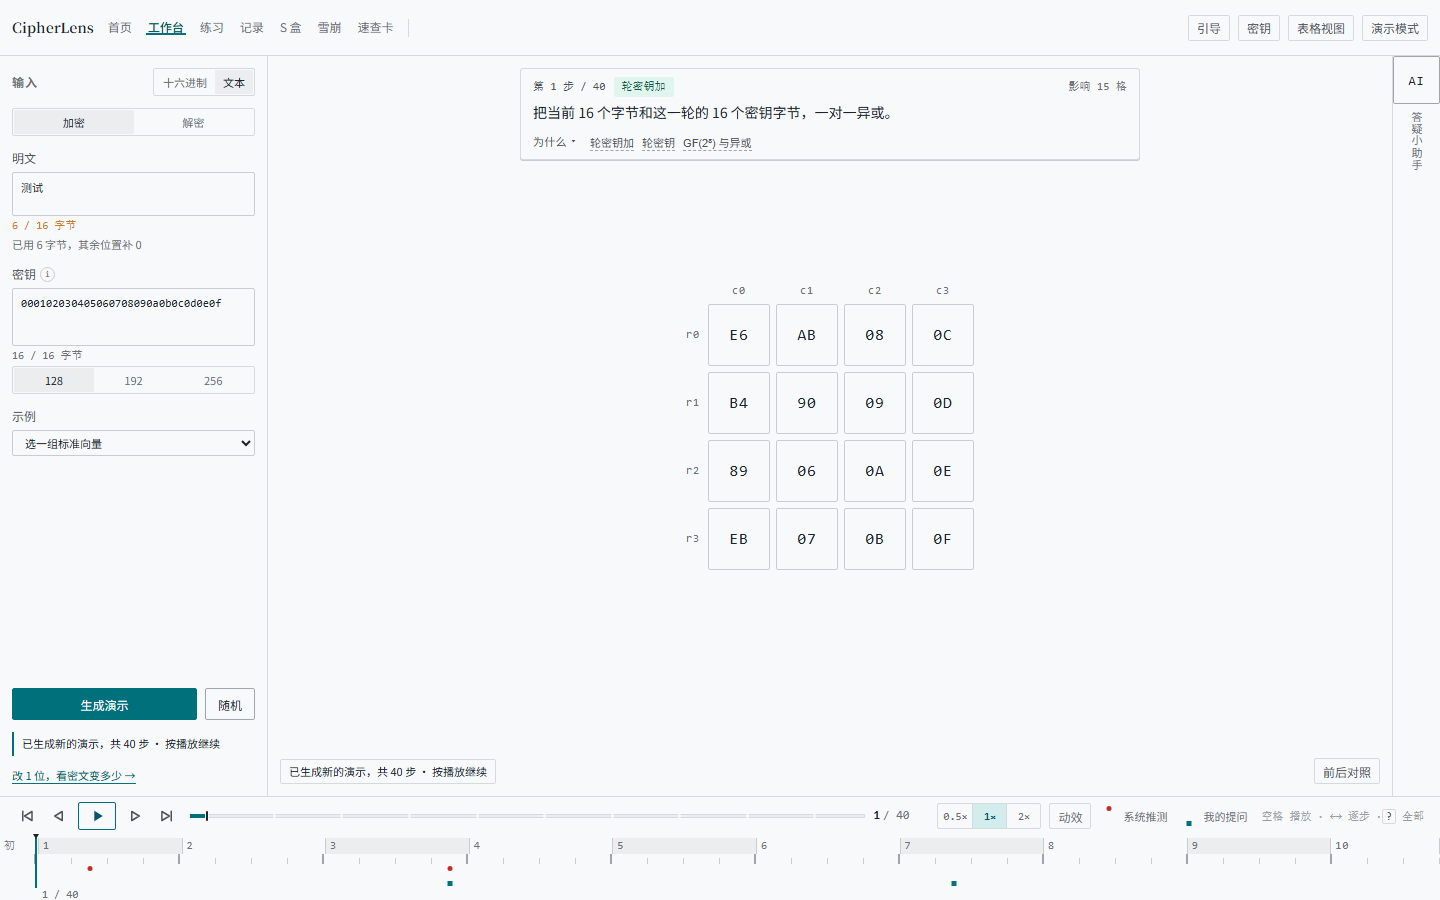 CipherLens 首页 工作台 练习 记录 S 盒 雪崩 速查卡 引导 密钥 表格视图 演示模式
输入 十六进制 文本
加密 解密
明文
测试
6 / 16 字节
已用 6 字节，其余位置补 0
密钥 i
000102030405060708090a0b0c0d0e0f
16 / 16 字节
128 192 256
示例
选一组标准向量
生成演示 随机
已生成新的演示，共 40 步 · 按播放继续
改 1 位，看密文变多少 →
第 1 步 / 40 轮密钥加 影响 15 格
把当前 16 个字节和这一轮的 16 个密钥字节，一对一异或。
为什么 轮密钥加 轮密钥 GF(2⁸) 与异或
c0 c1 c2 c3
r0 E6 AB 08 0C
r1 B4 90 09 0D
r2 89 06 0A 0E
r3 EB 07 0B 0F
已生成新的演示，共 40 步 · 按播放继续 前后对照
AI
答疑小助手
1 / 40 0.5× 1× 2× 动效 系统推测 我的提问 空格 播放 · ↔ 逐步 · ? 全部
初 1 2 3 4 5 6 7 8 9 10
1 / 40